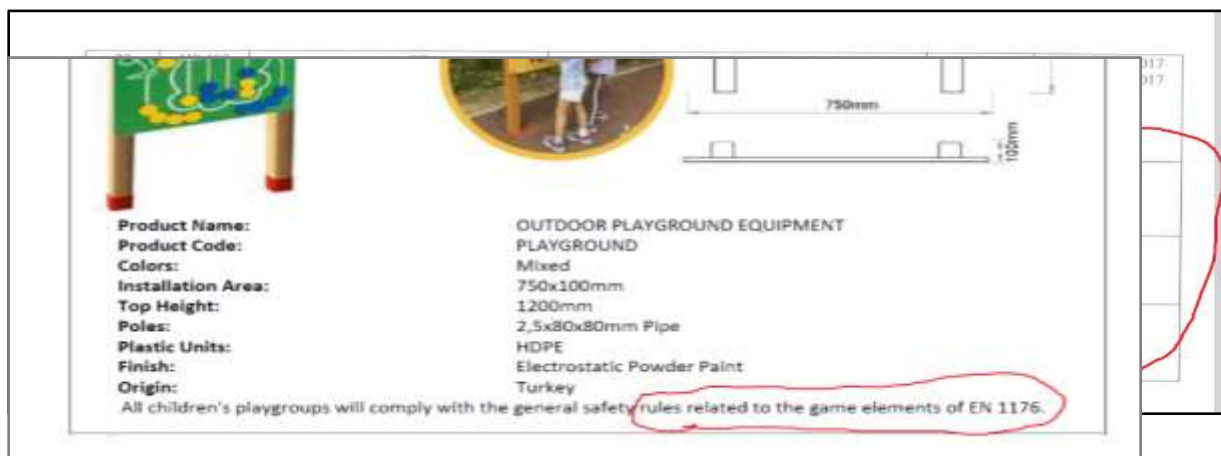 017
017
750mm
100mm
Product Name: OUTDOOR PLAYGROUND EQUIPMENT
Product Code: PLAYGROUND
Colors: Mixed
Installation Area: 750x100mm
Top Height: 1200mm
Poles: 2,5x80x80mm Pipe
Plastic Units: HDPE
Finish: Electrostatic Powder Paint
Origin: Turkey
All children's playgroups will comply with the general safety rules related to the game elements of EN 1176.